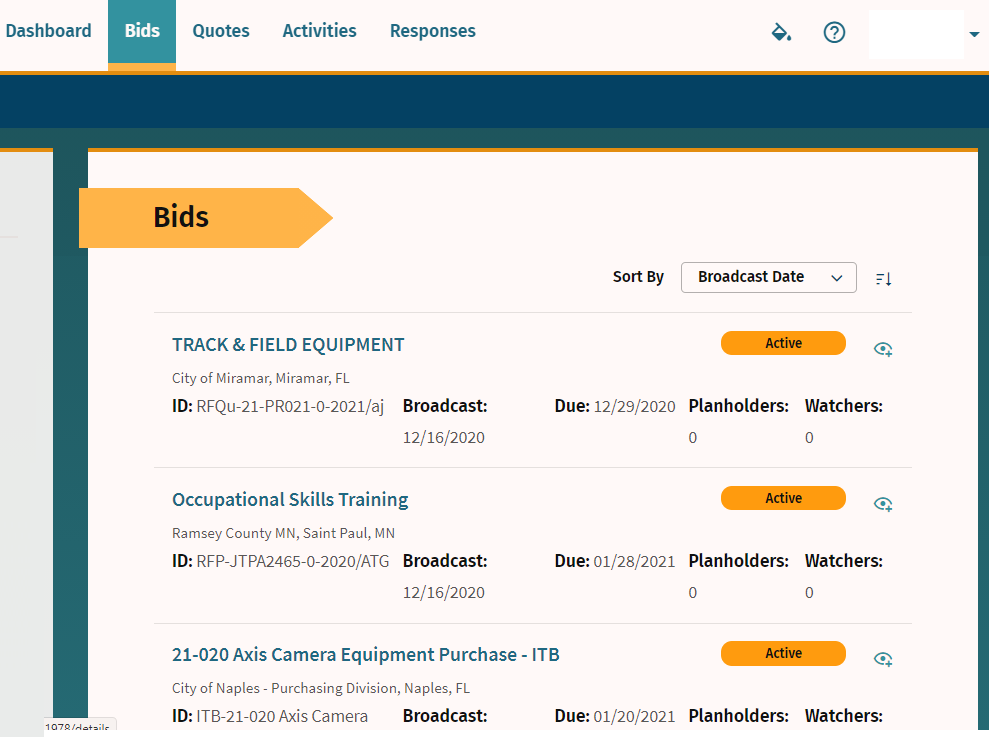 Dashboard Bids Quotes Activities Responses
Bids
Sort By Broadcast Date
TRACK & FIELD EQUIPMENT Active
City of Miramar, Miramar, FL
ID: RFQu-21-PR021-0-2021/aj Broadcast: Due: 12/29/2020 Planholders: Watchers:
12/16/2020 0 0
Occupational Skills Training Active
Ramsey County MN, Saint Paul, MN
ID: RFP-JTPA2465-0-2020/ATG Broadcast: Due: 01/28/2021 Planholders: Watchers:
12/16/2020 0 0
21-020 Axis Camera Equipment Purchase - ITB Active
City of Naples - Purchasing Division, Naples, FL
ID: ITB-21-020 Axis Camera Broadcast: Due: 01/20/2021 Planholders: Watchers:
1978/details